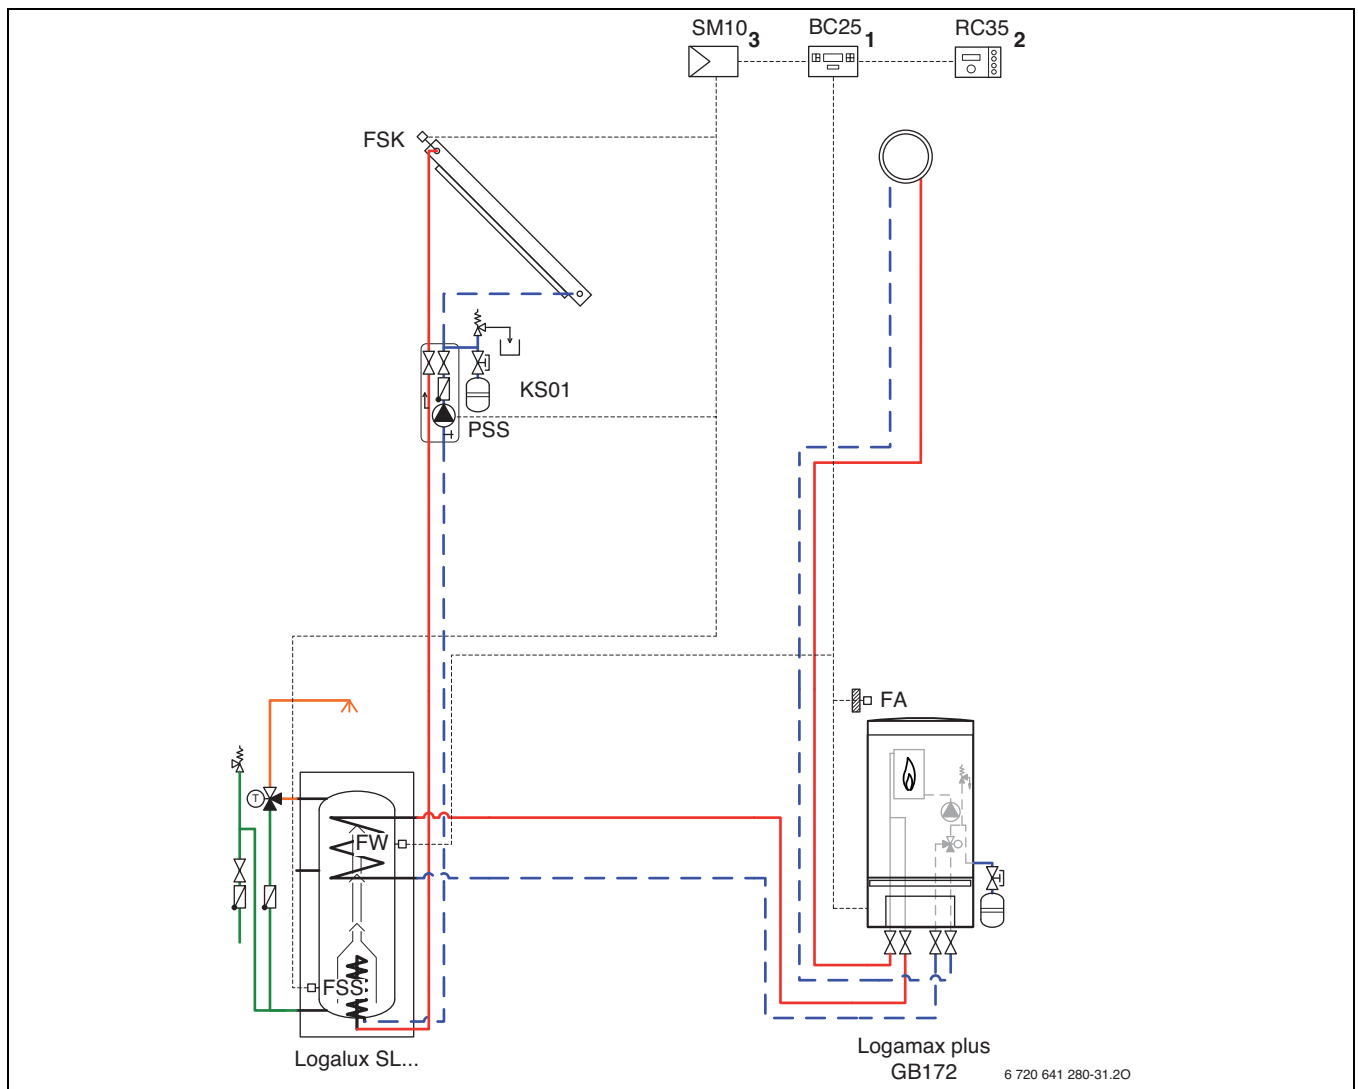 SM10 3
BC25 1
RC35 2
FSK
KS01
PSS
FA
T
FW
FSS
Logalux SL...
Logamax plus
GB172
6 720 641 280-31.2O